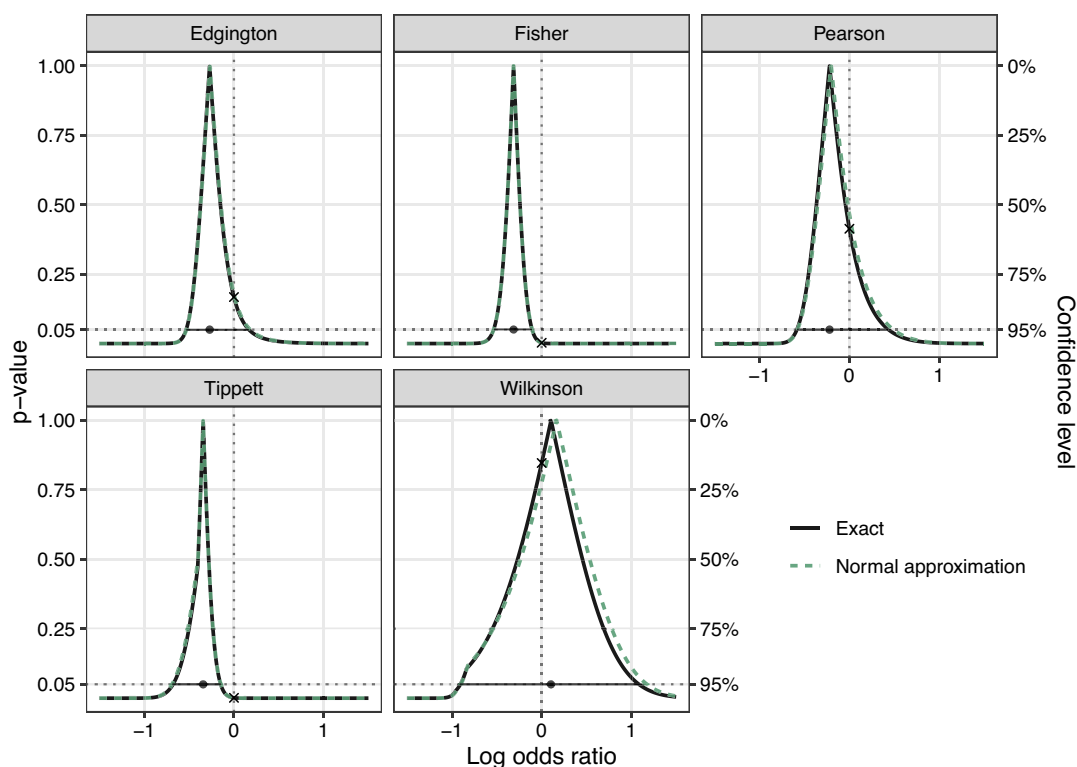 Edgington
Fisher
Pearson
1.00
0.75
0.50
0.25
0.05
0%
25%
50%
75%
95%
−1
0
1
Tippett
Wilkinson
1.00
0.75
0.50
0.25
0.05
0%
25%
50%
75%
95%
−1
0
1
−1
0
1
p−value
Confidence level
Log odds ratio
Exact
Normal approximation